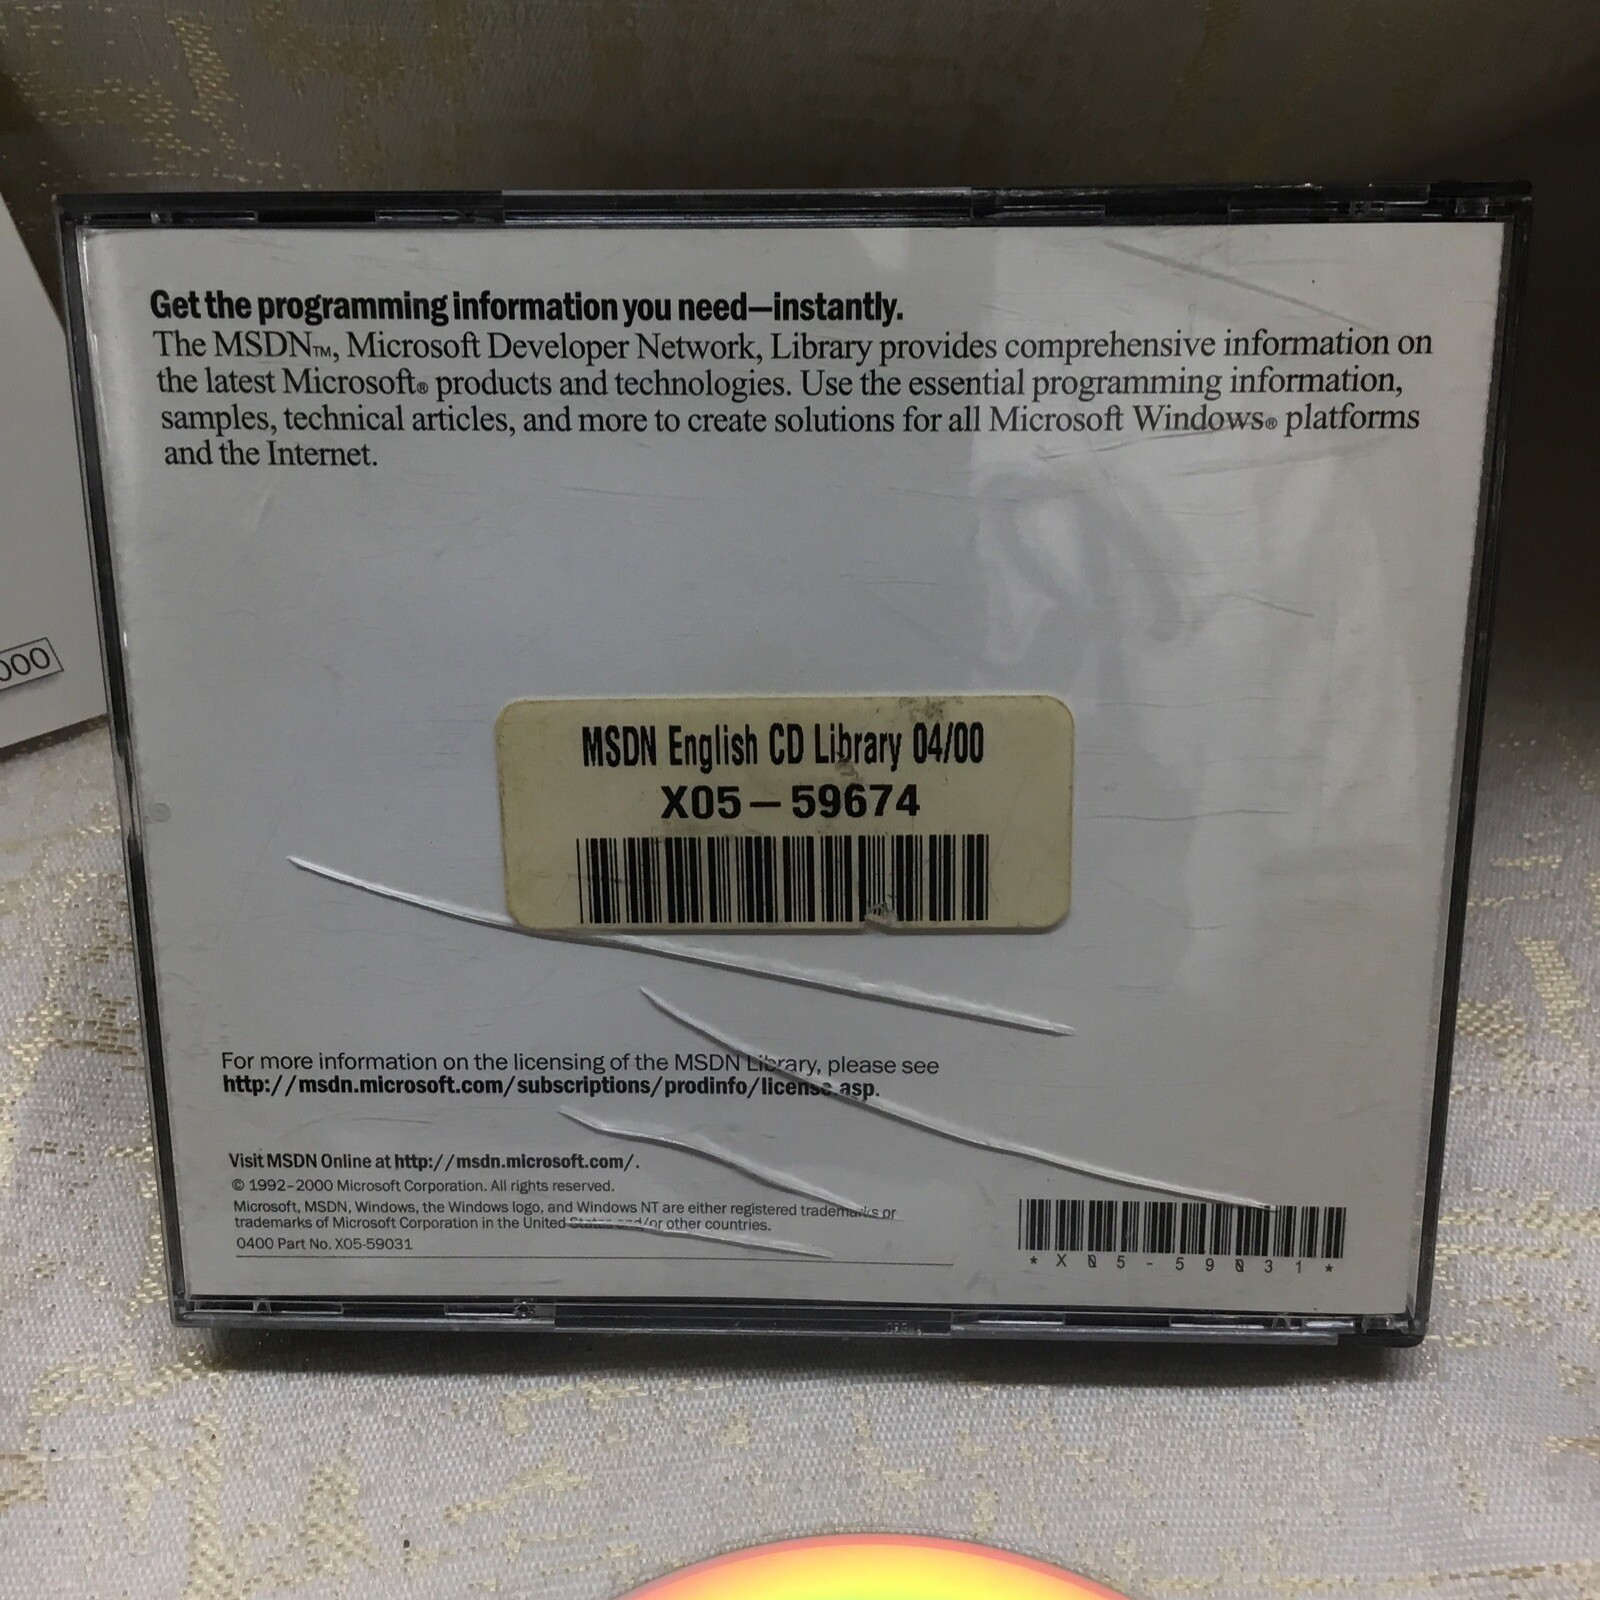 Get the programming information you need—instantly.
The MSDN™, Microsoft Developer Network, Library provides comprehensive information on
the latest Microsoft® products and technologies. Use the essential programming information,
samples, technical articles, and more to create solutions for all Microsoft Windows® platforms
and the Internet.
000
MSDN English CD Library 04/00
X05-59674
For more information on the licensing of the MSDN Library, please see
http://msdn.microsoft.com/subscriptions/prodinfo/license.asp.
Visit MSDN Online at http://msdn.microsoft.com/.
© 1992-2000 Microsoft Corporation. All rights reserved.
Microsoft, MSDN, Windows, the Windows logo, and Windows NT are either registered trademarks or
trademarks of Microsoft Corporation in the United States and/or other countries.
0400 Part No. X05-59031
*X05-59031*